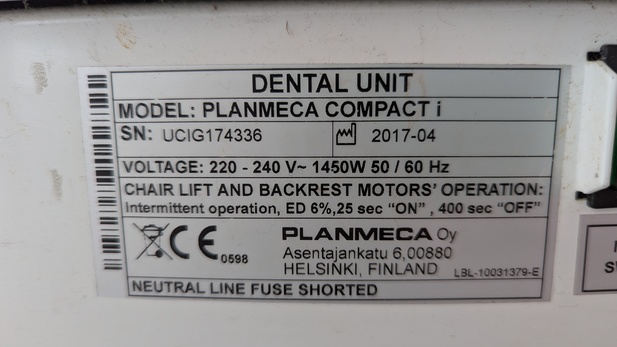 DENTAL UNIT
MODEL: PLANMECA COMPACT i
SN: UCIG174336 2017-04
VOLTAGE: 220 - 240 V~ 1450W 50 / 60 Hz
CHAIR LIFT AND BACKREST MOTORS' OPERATION:
Intermittent operation, ED 6%,25 sec “ON” , 400 sec “OFF”
CE 0598
PLANMECA Oy
Asentajankatu 6,00880
HELSINKI, FINLAND
LBL-10031379-E
NEUTRAL LINE FUSE SHORTED